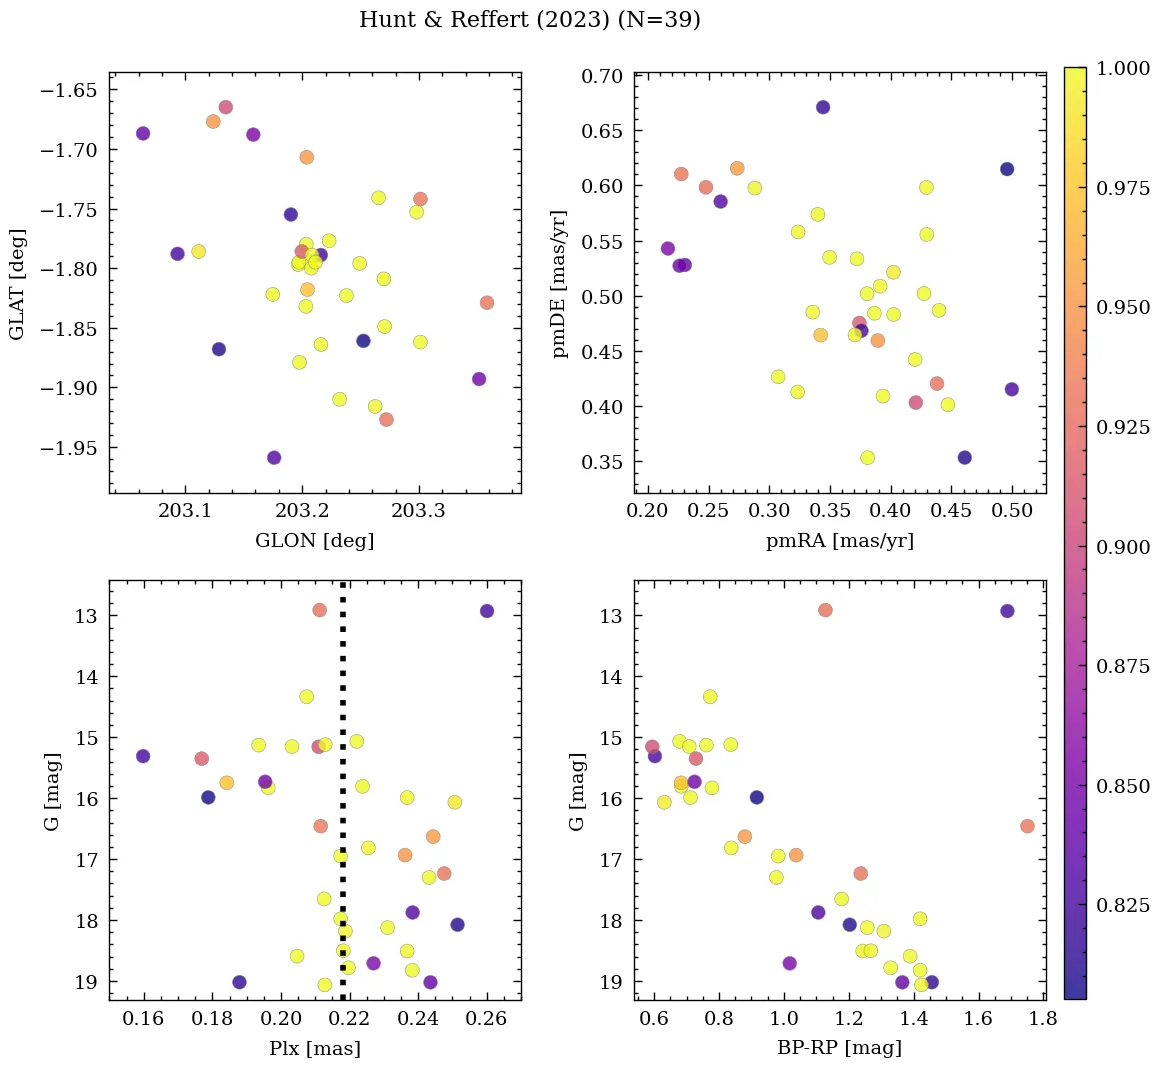 Hunt & Reffert (2023) (N=39)
−1.65
−1.70
−1.75
−1.80
−1.85
−1.90
−1.95
GLAT [deg]
203.1 203.2 203.3
GLON [deg]
0.70
0.65
0.60
0.55
0.50
0.45
0.40
0.35
pmDE [mas/yr]
0.20 0.25 0.30 0.35 0.40 0.45 0.50
pmRA [mas/yr]
13
14
15
16
17
18
19
G [mag]
0.16 0.18 0.20 0.22 0.24 0.26
Plx [mas]
13
14
15
16
17
18
19
G [mag]
0.6 0.8 1.0 1.2 1.4 1.6 1.8
BP-RP [mag]
1.000
0.975
0.950
0.925
0.900
0.875
0.850
0.825